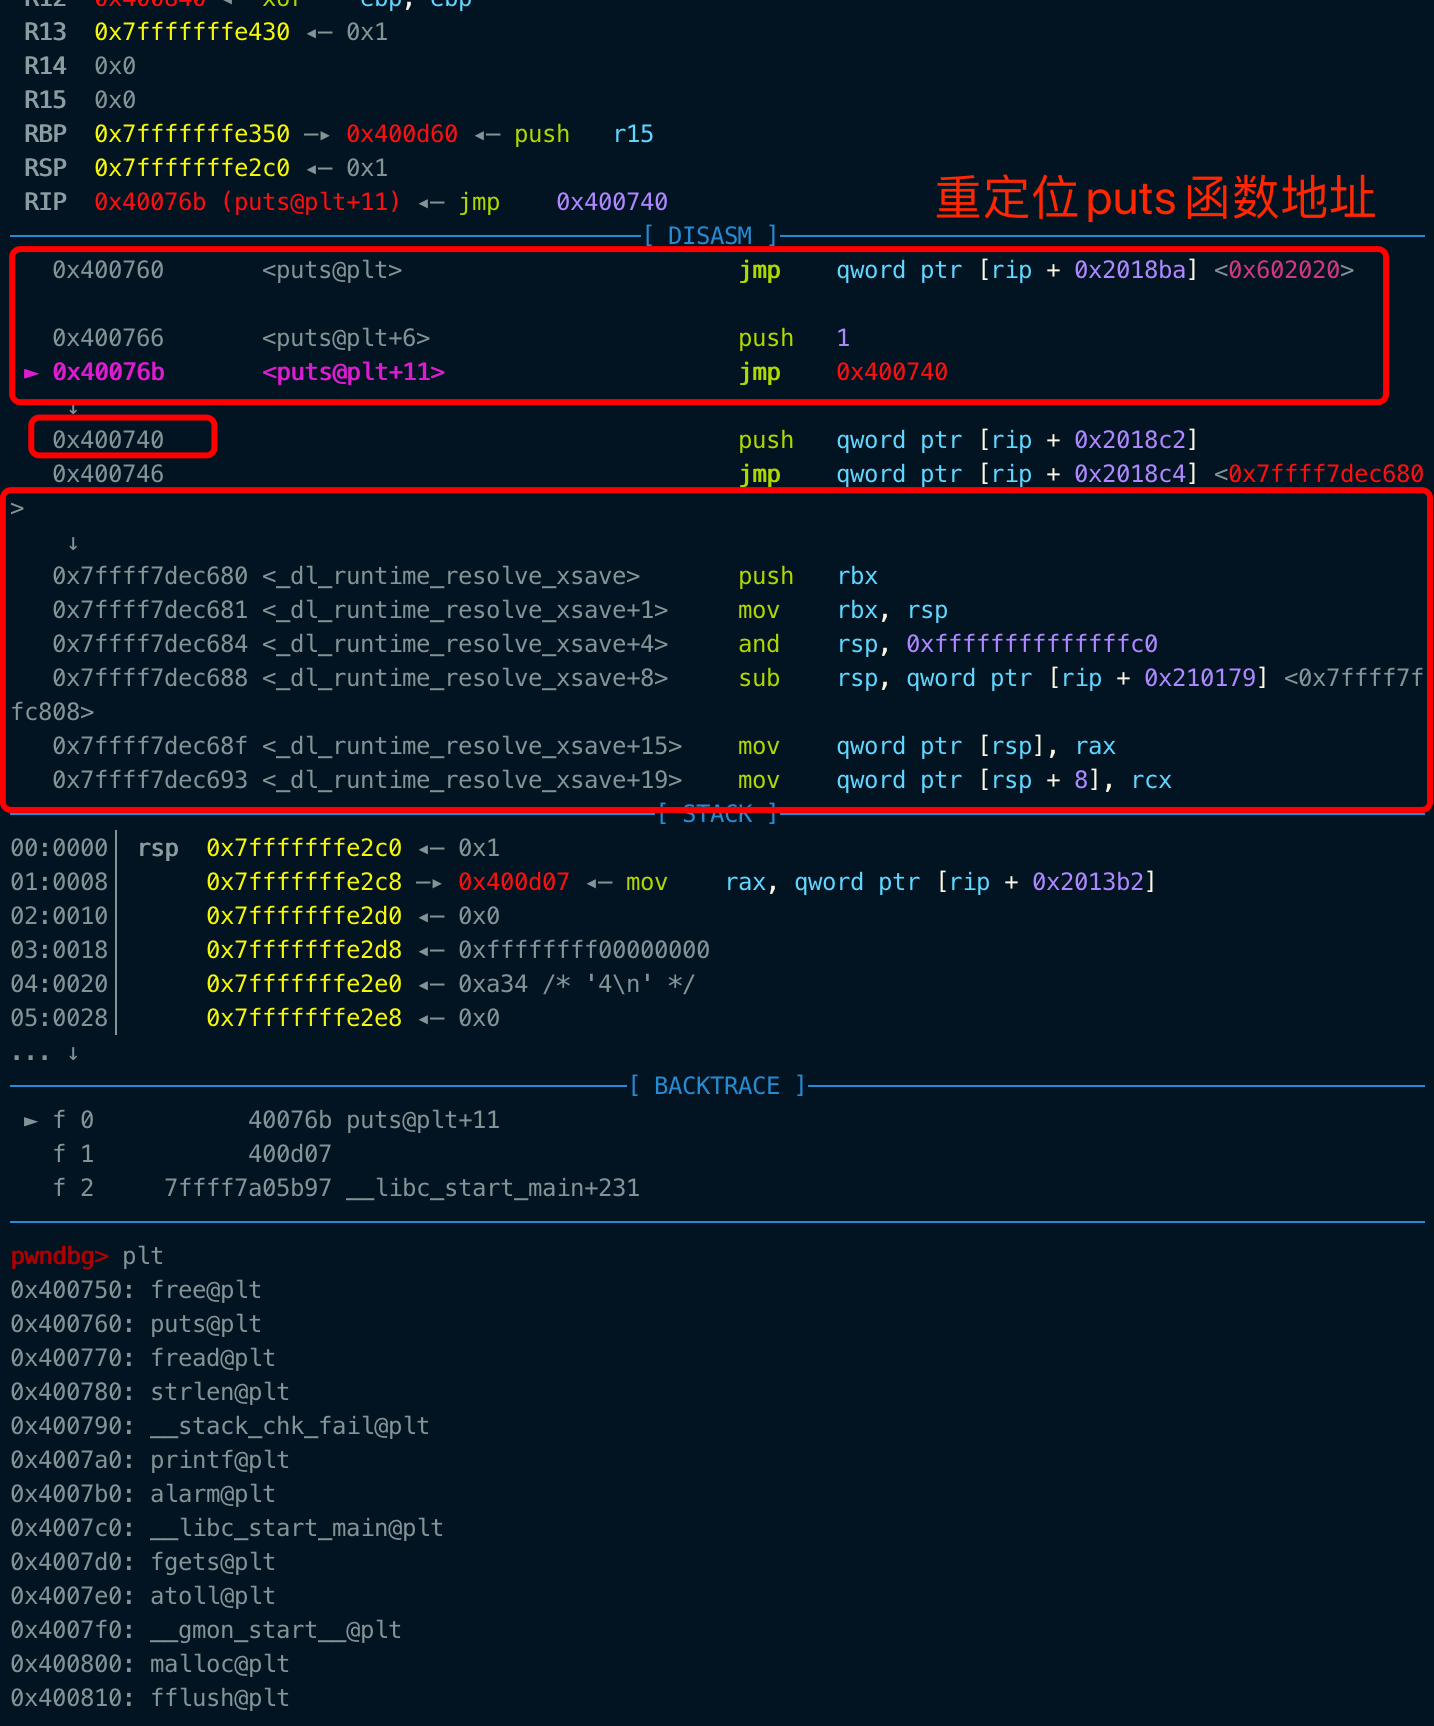 R12  0x400840 ◂— xor    ebp, ebp
R13  0x7fffffffe430 ◂— 0x1
R14  0x0
R15  0x0
RBP  0x7fffffffe350 —▸ 0x400d60 ◂— push   r15
RSP  0x7fffffffe2c0 ◂— 0x1
RIP  0x40076b (puts@plt+11) ◂— jmp    0x400740
重定位puts函数地址
[ DISASM ]
0x400760       <puts@plt>                        jmp    qword ptr [rip + 0x2018ba] <0x602020>
0x400766       <puts@plt+6>                      push   1
► 0x40076b       <puts@plt+11>                     jmp    0x400740
↓
0x400740                                         push   qword ptr [rip + 0x2018c2]
0x400746                                         jmp    qword ptr [rip + 0x2018c4] <0x7ffff7dec680
>
↓
0x7ffff7dec680 <_dl_runtime_resolve_xsave>       push   rbx
0x7ffff7dec681 <_dl_runtime_resolve_xsave+1>     mov    rbx, rsp
0x7ffff7dec684 <_dl_runtime_resolve_xsave+4>     and    rsp, 0xffffffffffffffc0
0x7ffff7dec688 <_dl_runtime_resolve_xsave+8>     sub    rsp, qword ptr [rip + 0x210179] <0x7ffff7f
fc808>
0x7ffff7dec68f <_dl_runtime_resolve_xsave+15>    mov    qword ptr [rsp], rax
0x7ffff7dec693 <_dl_runtime_resolve_xsave+19>    mov    qword ptr [rsp + 8], rcx
[ STACK ]
00:0000│ rsp  0x7fffffffe2c0 ◂— 0x1
01:0008│      0x7fffffffe2c8 —▸ 0x400d07 ◂— mov    rax, qword ptr [rip + 0x2013b2]
02:0010│      0x7fffffffe2d0 ◂— 0x0
03:0018│      0x7fffffffe2d8 ◂— 0xffffffff00000000
04:0020│      0x7fffffffe2e0 ◂— 0xa34 /* '4\n' */
05:0028│      0x7fffffffe2e8 ◂— 0x0
... ↓
[ BACKTRACE ]
► f 0           40076b puts@plt+11
f 1           400d07
f 2     7ffff7a05b97 __libc_start_main+231
pwndbg> plt
0x400750: free@plt
0x400760: puts@plt
0x400770: fread@plt
0x400780: strlen@plt
0x400790: __stack_chk_fail@plt
0x4007a0: printf@plt
0x4007b0: alarm@plt
0x4007c0: __libc_start_main@plt
0x4007d0: fgets@plt
0x4007e0: atoll@plt
0x4007f0: __gmon_start__@plt
0x400800: malloc@plt
0x400810: fflush@plt